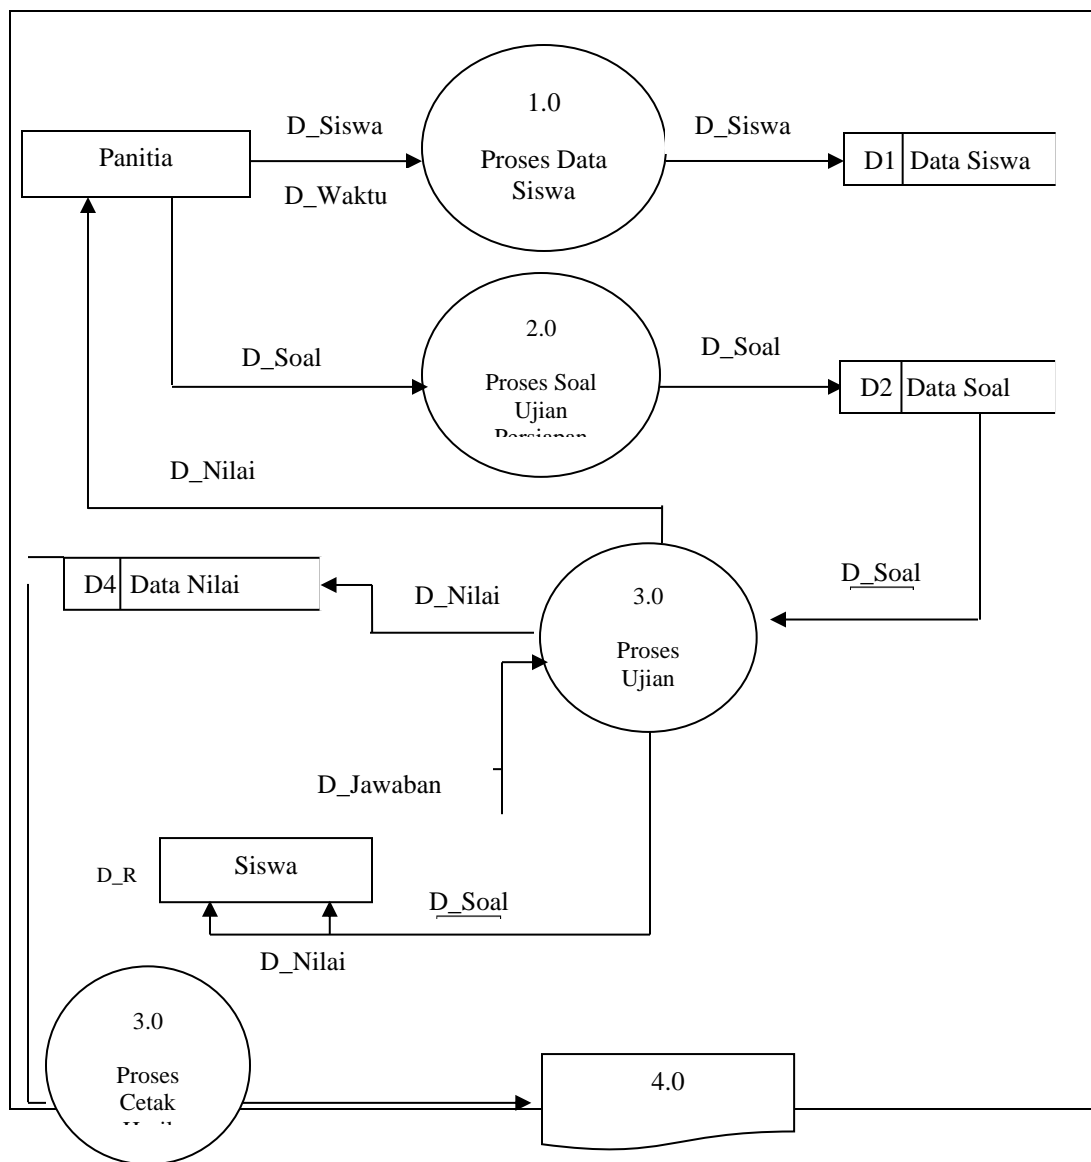 1.0
D_Siswa
D_Siswa
Panitia
Proses Data
Siswa
D1 Data Siswa
D_Waktu
2.0
D_Soal
D_Soal
Proses Soal
Ujian
Persiapan
D2 Data Soal
D_Nilai
D_Soal
D4 Data Nilai
D_Nilai
3.0
Proses
Ujian
D_Jawaban
Siswa
D_R
D_Soal
D_Nilai
3.0
Proses
Cetak
4.0